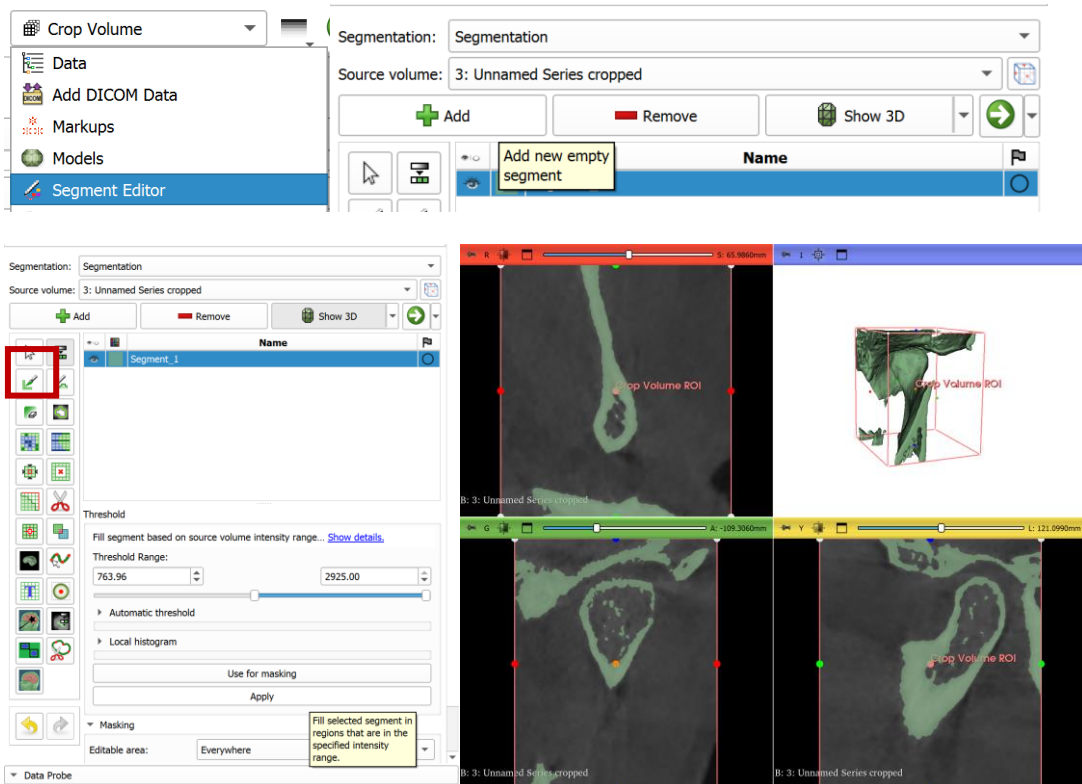 Crop Volume
Data
DICOM
Add DICOM Data
Markups
Models
Segment Editor
Segmentation:
Segmentation
Source volume:
3: Unnamed Series cropped
Add
Remove
Show 3D
Name
Add new empty
segment
Segmentation:
Segmentation
Source volume:
3: Unnamed Series cropped
Add
Remove
Show 3D
Name
Segment_1
Threshold
Fill segment based on source volume intensity range... Show details.
Threshold Range:
763.96
2925.00
Automatic threshold
Local histogram
Use for masking
Apply
Fill selected segment in
regions that are in the
specified intensity
range.
Masking
Editable area:
Everywhere
Data Probe
R
S: 65.9860mm
Crop Volume ROI
B: 3: Unnamed Series cropped
1
Crop Volume ROI
G
A: -109.3060mm
B: 3: Unnamed Series cropped
Y
L: 121.0990mm
Crop Volume ROI
B: 3: Unnamed Series cropped